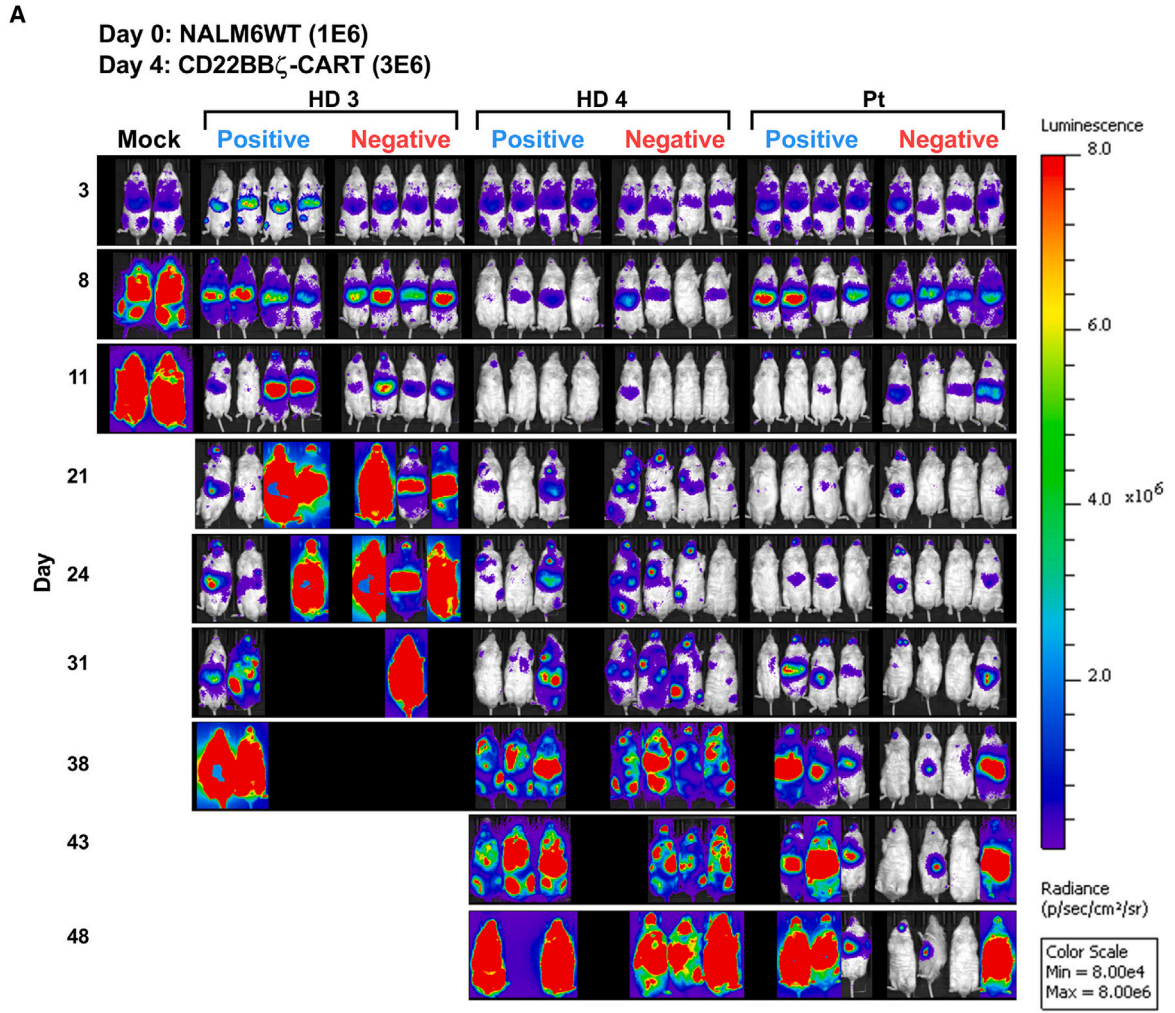 A
Day 0: NALM6WT (1E6)
Day 4: CD22BBζ-CART (3E6)
HD 3 HD 4 Pt
Mock Positive Negative Positive Negative Positive Negative
Luminescence
3
8
11
21
24
31
38
43
48
Day
8.0
6.0
4.0 x10⁶
2.0
Radiance
(p/sec/cm²/sr)
Color Scale
Min = 8.00e4
Max = 8.00e6